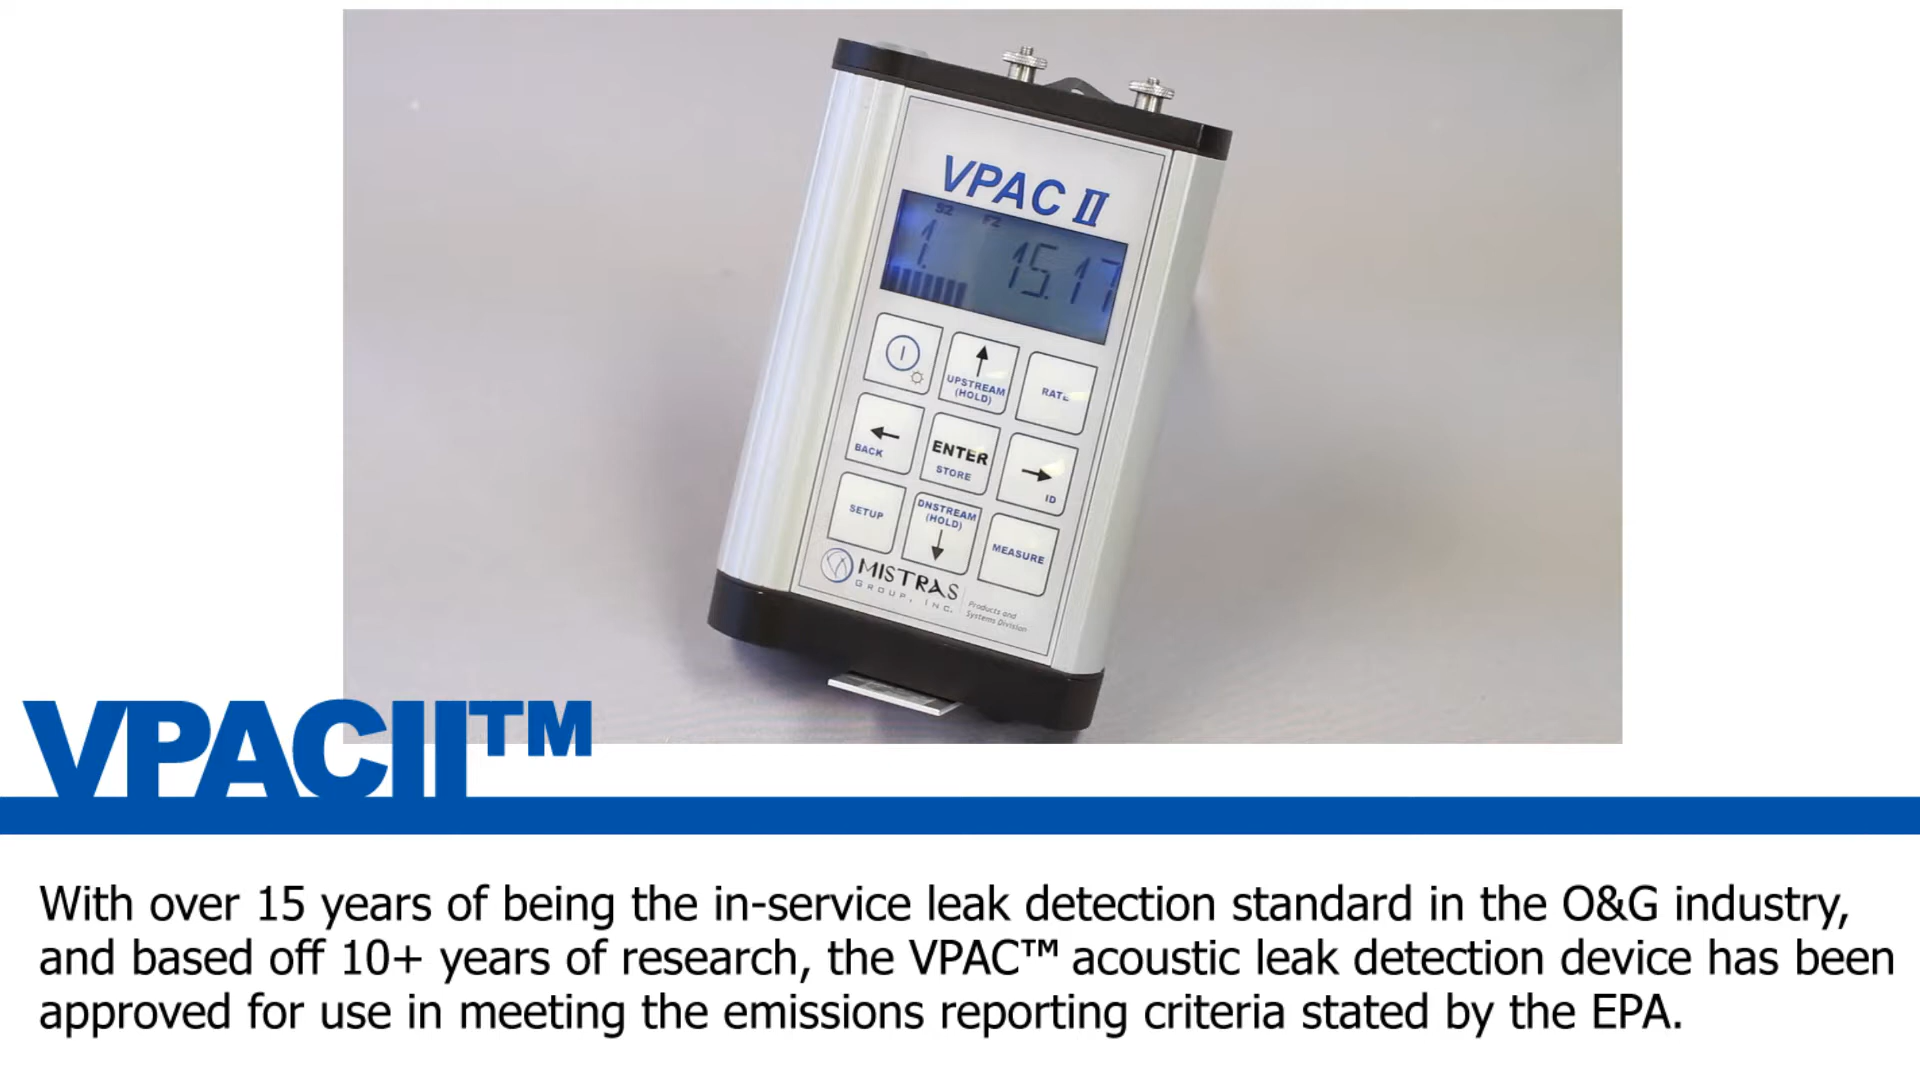 VPAC II
S2 F2
1. 15.17
UPSTREAM
(HOLD)
RATE
BACK
ENTER
STORE
ID
SETUP
DNSTREAM
(HOLD)
MEASURE
MISTRAS
GROUP, INC.
Products and
Systems Division
VPACII™
With over 15 years of being the in-service leak detection standard in the O&G industry,
and based off 10+ years of research, the VPAC™ acoustic leak detection device has been
approved for use in meeting the emissions reporting criteria stated by the EPA.